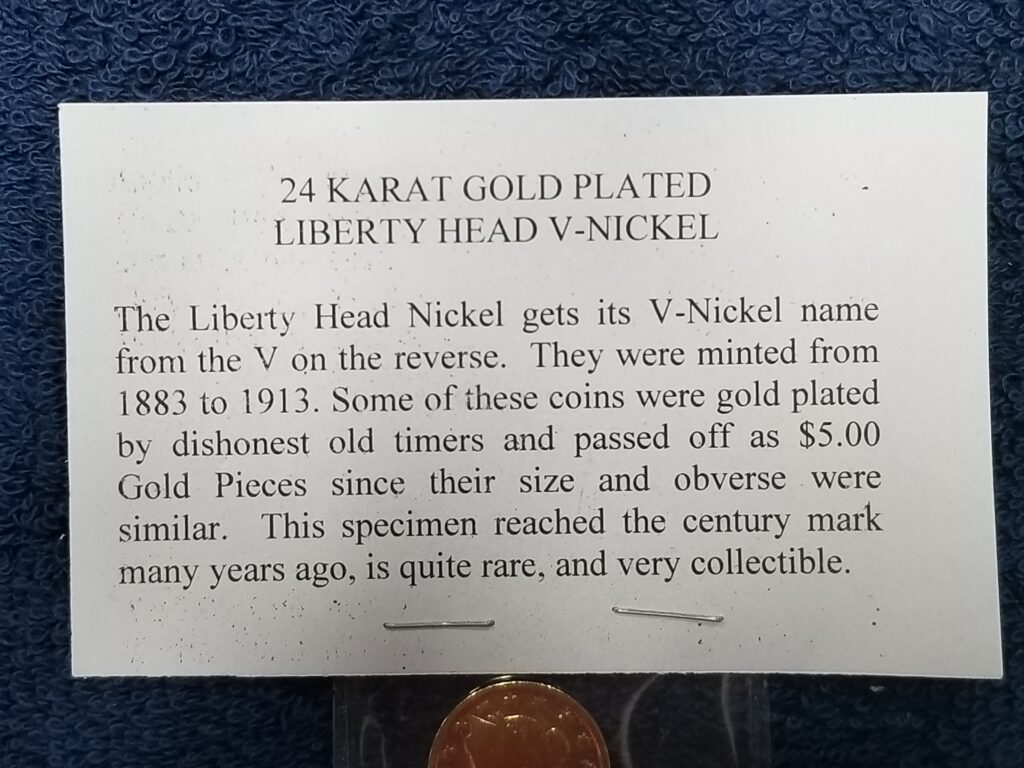 24 KARAT GOLD PLATED
LIBERTY HEAD V-NICKEL
The Liberty Head Nickel gets its V-Nickel name
from the V on the reverse. They were minted from
1883 to 1913. Some of these coins were gold plated
by dishonest old timers and passed off as $5.00
Gold Pieces since their size and obverse were
similar. This specimen reached the century mark
many years ago, is quite rare, and very collectible.